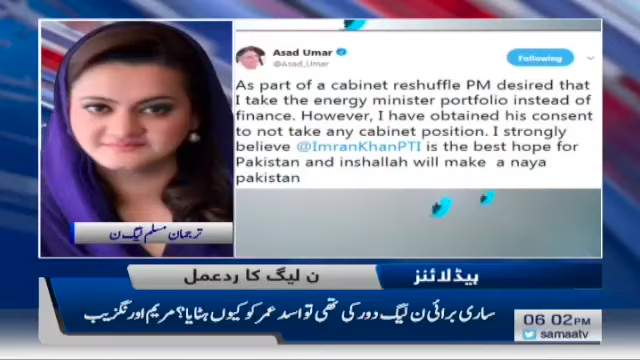 Asad Umar
@Asad_Umar
Following
As part of a cabinet reshuffle PM desired that
I take the energy minister portfolio instead of
finance. However, I have obtained his consent
to not take any cabinet position. I strongly
believe @ImranKhanPTI is the best hope for
Pakistan and inshallah will make a naya
pakistan
ترجمان مسلم لیگ ن
ہیڈلائنز
ن لیگ کا ردعمل
ساری برائی ن لیگ دور کی تھی تو اسد عمر کو کیوں ہٹایا؟ مریم اورنگزیب
06 02 PM
samaatv